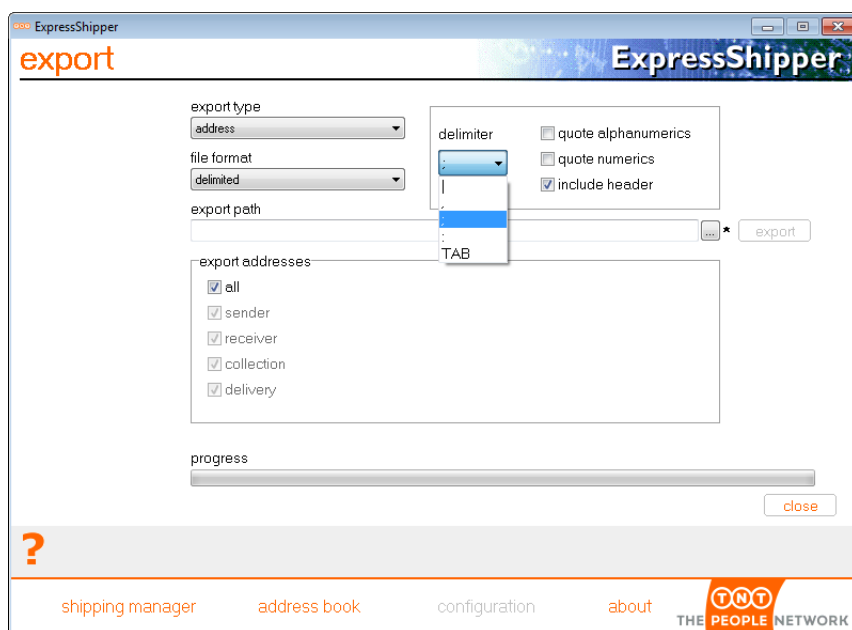 ExpressShipper
export
ExpressShipper
export type
address
delimiter
quote alphanumerics
file format
;
quote numerics
delimited
|
include header
,
export path
;
:
... * export
TAB
export addresses
all
sender
receiver
collection
delivery
progress
close
?
shipping manager address book configuration about
TNT
THE PEOPLE NETWORK